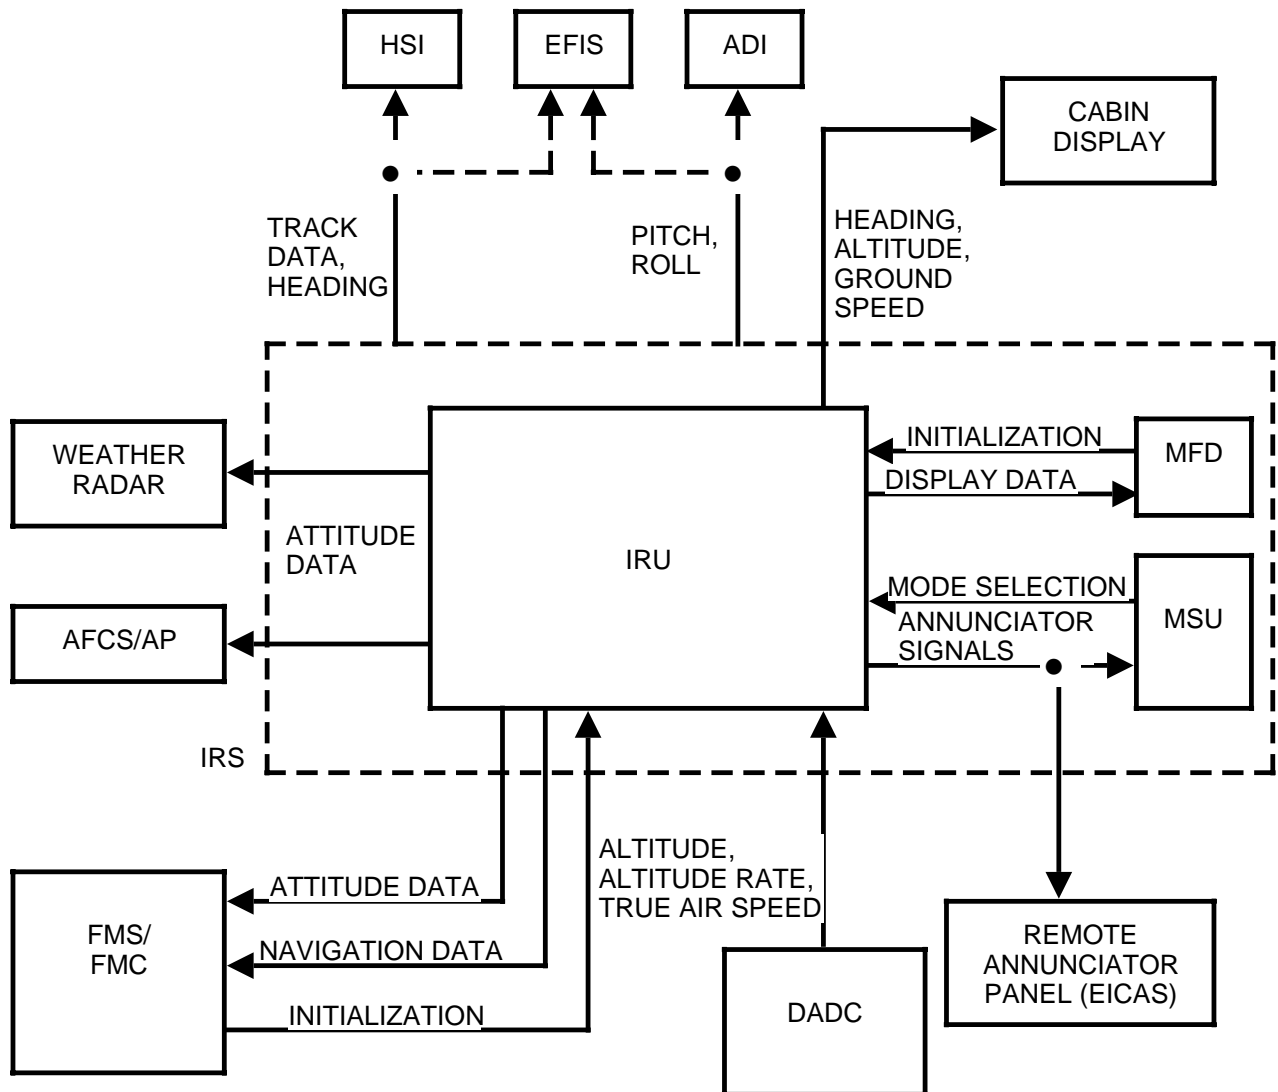 HSI
EFIS
ADI
CABIN
DISPLAY
TRACK
DATA,
HEADING
PITCH,
ROLL
HEADING,
ALTITUDE,
GROUND
SPEED
WEATHER
RADAR
INITIALIZATION
MFD
DISPLAY DATA
ATTITUDE
DATA
IRU
MODE SELECTION
MSU
ANNUNCIATOR
SIGNALS
AFCS/AP
IRS
ALTITUDE,
ALTITUDE RATE,
TRUE AIR SPEED
ATTITUDE DATA
FMS/
FMC
NAVIGATION DATA
INITIALIZATION
DADC
REMOTE
ANNUNCIATOR
PANEL (EICAS)